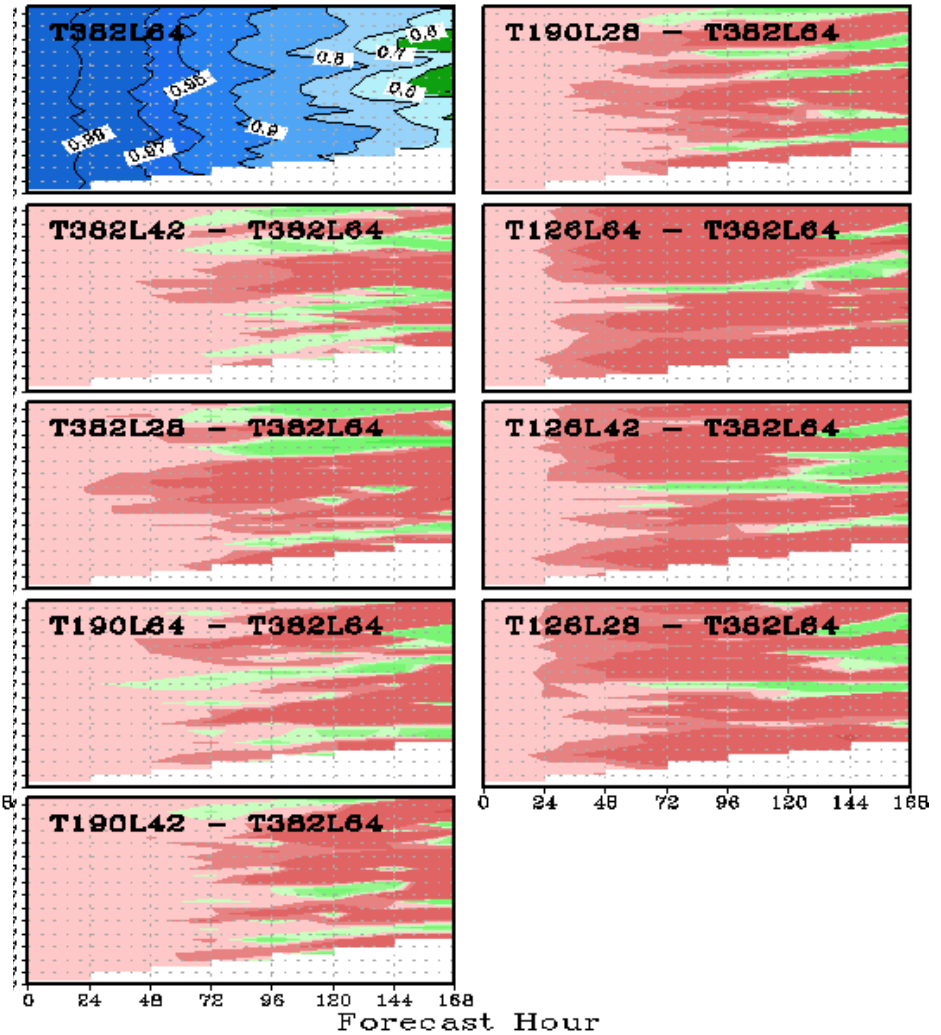 T382L64
0.99
0.97
0.95
0.9
0.8
0.7
0.6
T190L28 - T382L64
T382L42 - T382L64
T126L64 - T382L64
T382L28 - T382L64
T126L42 - T382L64
T190L64 - T382L64
T126L28 - T382L64
0 24 48 72 96 120 144 168
T190L42 - T382L64
0 24 48 72 96 120 144 168
Forecast Hour